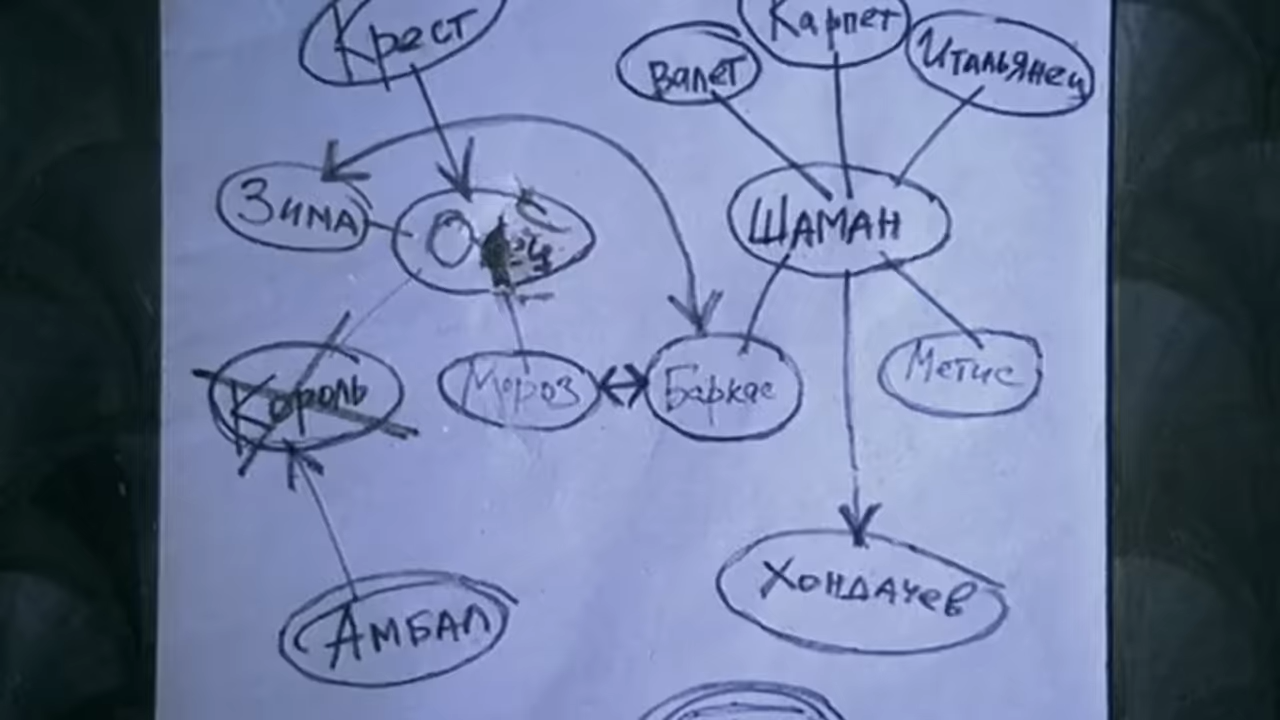 Крест
Карпет
Валет
Итальянец
Зима
Шаман
Король
Мороз
Баркас
Метис
Хондачев
Амбал